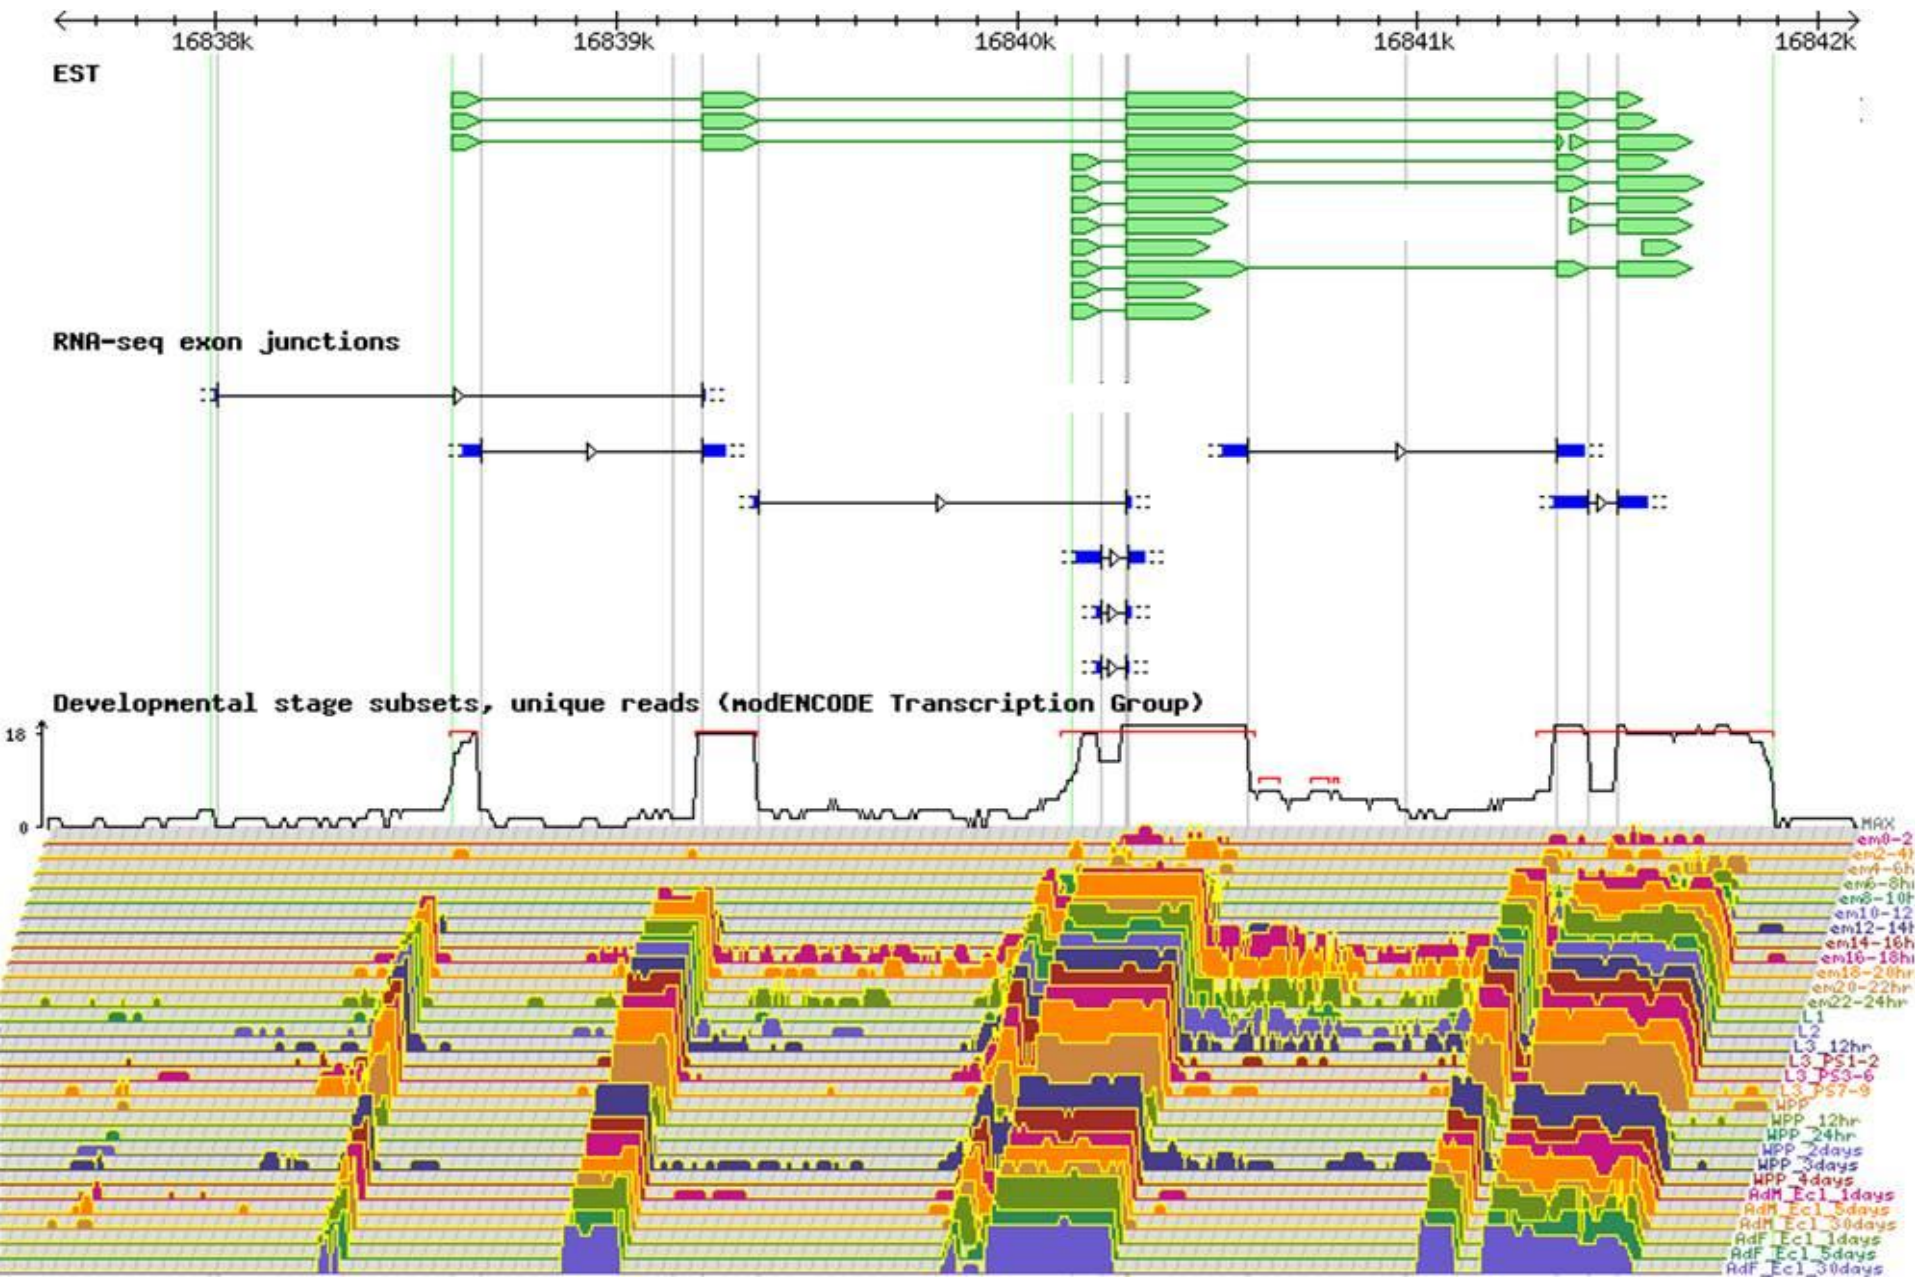 16838k 16839k 16840k 16841k 16842k
EST
RNA-seq exon junctions
Developmental stage subsets, unique reads (modENCODE Transcription Group)
18
0
MAX
em0-2
em2-4h
em4-6h
em6-8hr
em8-10h
em10-12
em12-14h
em14-16h
em16-18hr
em18-20hr
em20-22hr
em22-24hr
L1
L2
L3_12hr
L3_PS1-2
L3_PS3-6
L3_PS7-9
WPP
WPP_12hr
WPP_24hr
WPP_2days
WPP_3days
WPP_4days
AdM_Ecl_1days
AdM_Ecl_5days
AdM_Ecl_30days
AdF_Ecl_1days
AdF_Ecl_5days
AdF_Ecl_30days